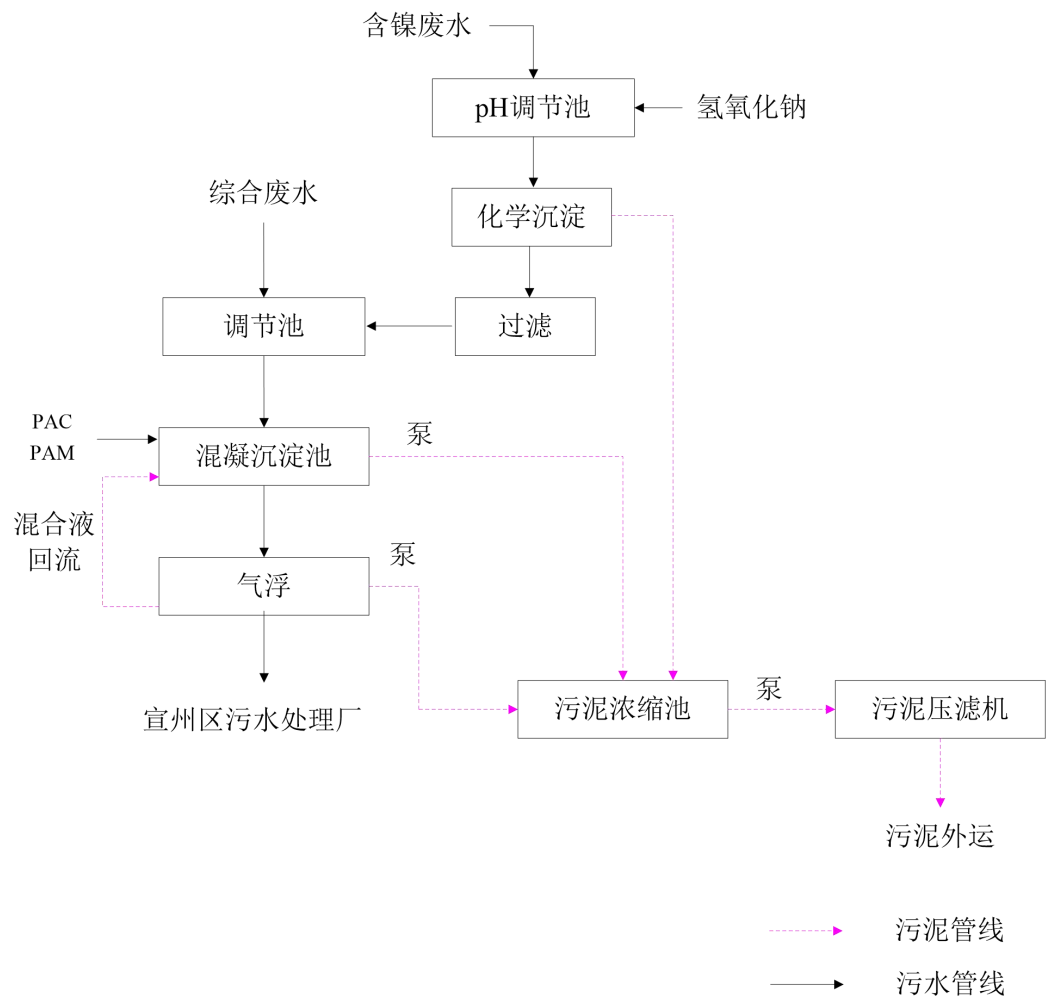 含镍废水
pH调节池
氢氧化钠
综合废水
化学沉淀
调节池
过滤
PAC
PAM
混凝沉淀池
泵
混合液
回流
气浮
泵
宣州区污水处理厂
污泥浓缩池
泵
污泥压滤机
污泥外运
污泥管线
污水管线